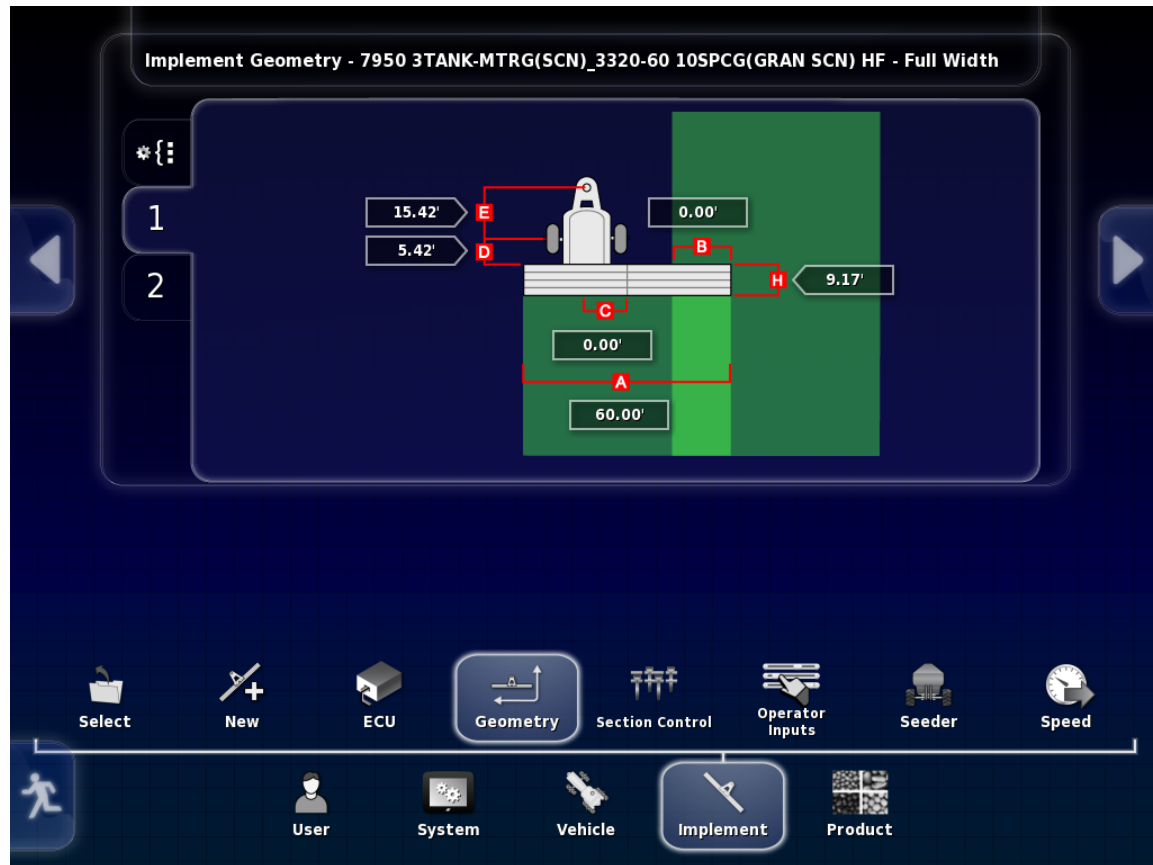 Implement Geometry - 7950 3TANK-MTRG(SCN)_3320-60 10SPCG(GRAN SCN) HF - Full Width
1
2
15.42'
E
0.00'
5.42'
D
B
H
9.17'
C
0.00'
A
60.00'
Select
New
ECU
Geometry
Section Control
Operator
Inputs
Seeder
Speed
User
System
Vehicle
Implement
Product